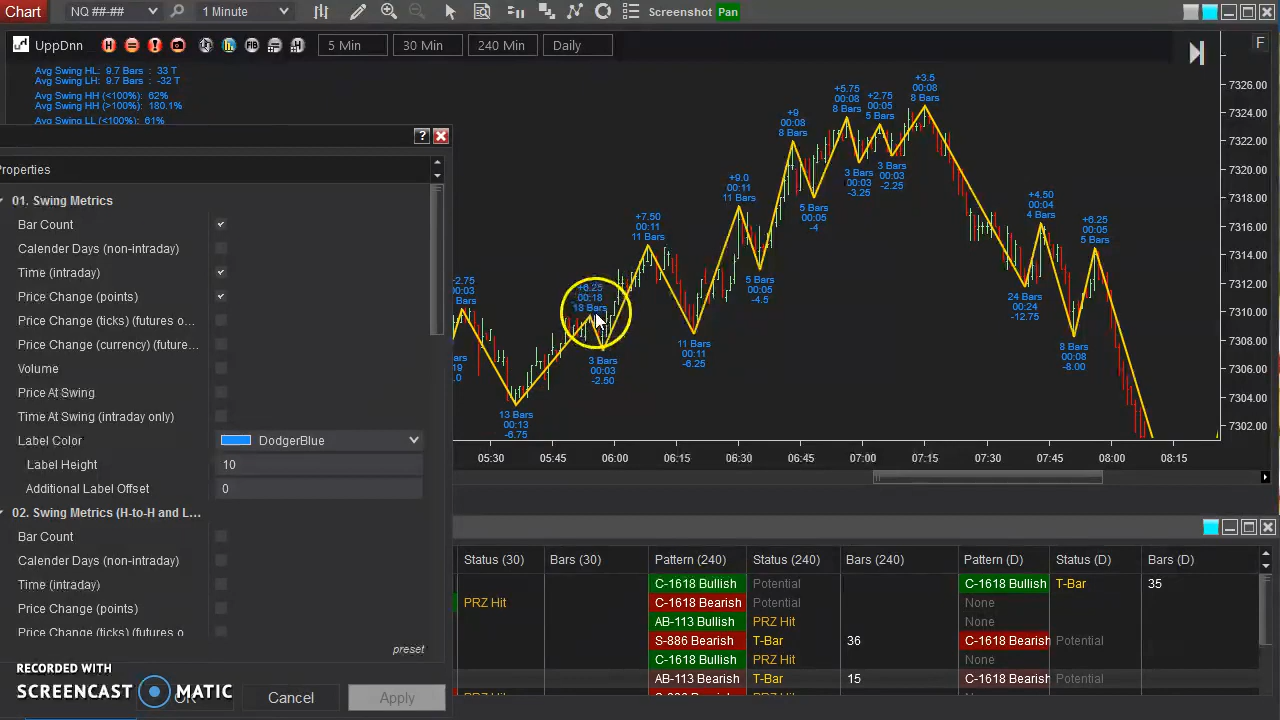 Chart
NQ ##-##
1 Minute
Screenshot
Pan
UppDnn
H
FIB
5 Min
30 Min
240 Min
Daily
F
Avg Swing HL: 9.7 Bars : 33 T
Avg Swing LH: 9.7 Bars : -32 T
Avg Swing HH (<100%): 62%
Avg Swing HH (>100%): 180.1%
Avg Swing LL (<100%): 61%
?
Properties
01. Swing Metrics
Bar Count
Calender Days (non-intraday)
Time (intraday)
Price Change (points)
Price Change (ticks) (futures o...
Price Change (currency) (future...
Volume
Price At Swing
Time At Swing (intraday only)
Label Color
DodgerBlue
Label Height
10
Additional Label Offset
0
02. Swing Metrics (H-to-H and L...
Bar Count
Calender Days (non-intraday)
Time (intraday)
Price Change (points)
Price Change (ticks) (futures o
preset
RECORDED WITH
SCREENCAST MATIC
OK
Cancel
Apply
13 Bars
00:13
-6.75
00:18
18 Bars
3 Bars
00:03
-2.50
+7.50
00:11
11 Bars
11 Bars
00:11
-6.25
+9.0
00:11
11 Bars
5 Bars
00:05
-4.5
+9
00:08
8 Bars
5 Bars
00:05
-4
+5.75
00:08
8 Bars
3 Bars
00:03
-3.25
+2.75
00:05
5 Bars
3 Bars
00:03
-2.25
+3.5
00:08
8 Bars
24 Bars
00:24
-12.75
+4.50
00:04
4 Bars
8 Bars
00:08
-8.00
+6.25
00:05
5 Bars
7326.00
7324.00
7322.00
7320.00
7318.00
7316.00
7314.00
7312.00
7310.00
7308.00
7306.00
7304.00
7302.00
05:30
05:45
06:00
06:15
06:30
06:45
07:00
07:15
07:30
07:45
08:00
08:15
Status (30)
Bars (30)
Pattern (240)
Status (240)
Bars (240)
Pattern (D)
Status (D)
Bars (D)
C-1618 Bullish
Potential
C-1618 Bullish
T-Bar
35
PRZ Hit
C-1618 Bearish
Potential
None
AB-113 Bullish
PRZ Hit
None
S-886 Bearish
T-Bar
36
C-1618 Bearish
Potential
C-1618 Bullish
PRZ Hit
None
AB-113 Bearish
T-Bar
15
C-1618 Bearish
Potential